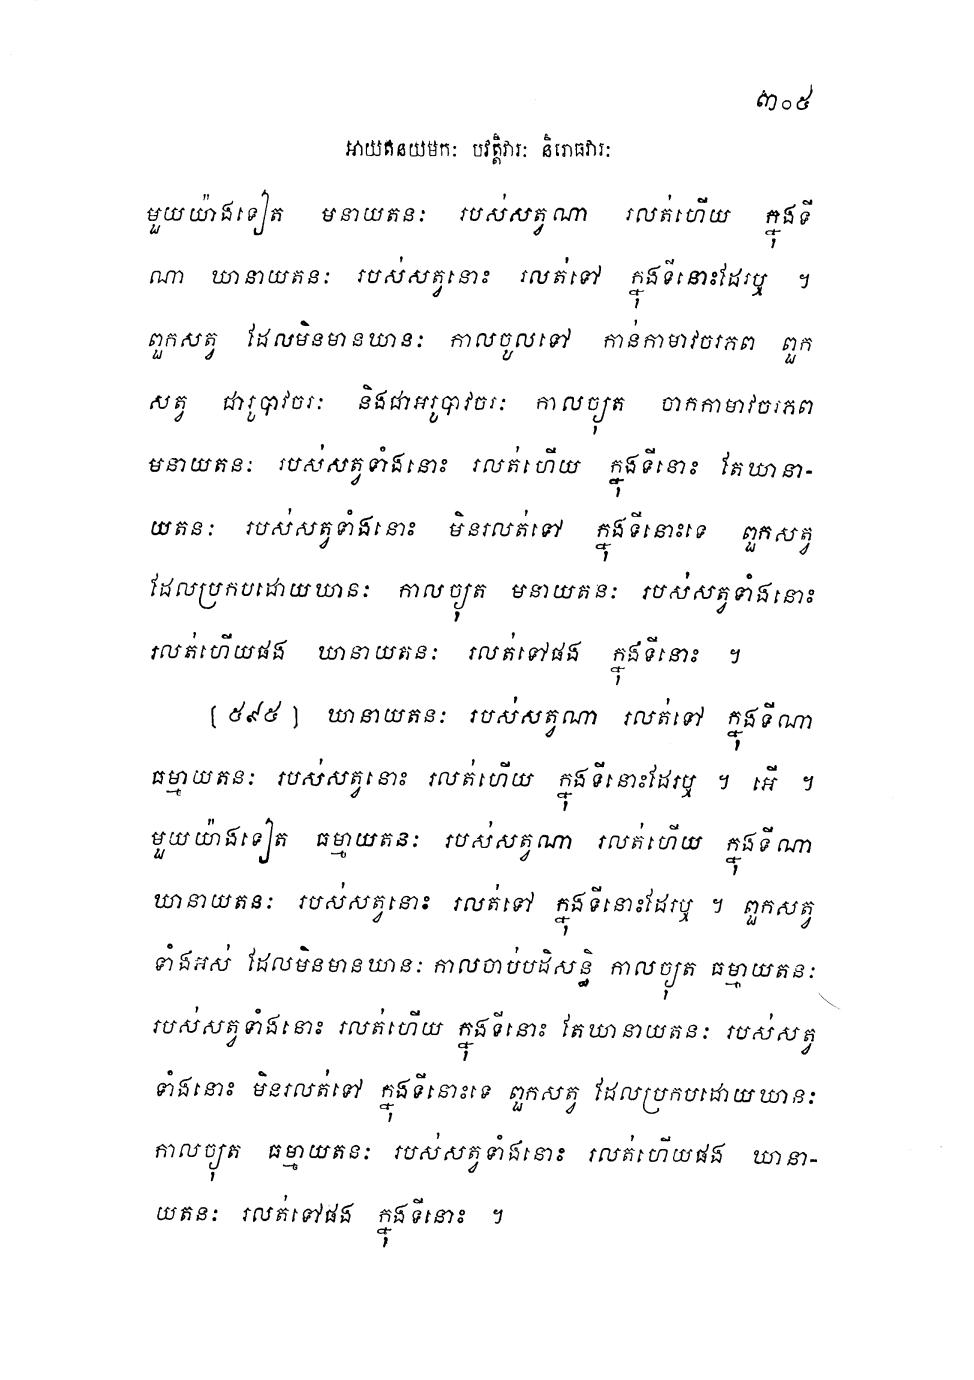 ៣០៥
អាយតនយមកៈ បវត្តិវារៈ និរោធវារៈ
មួយយ៉ាងទៀត មនាយតនៈ របស់សត្វណា រលត់ហើយ ក្នុងទី
ណា ឃានាយតនៈ របស់សត្វនោះ រលត់ទៅ ក្នុងទីនោះដែរឬ ។
ពួកសត្វ ដែលមិនមានឃានៈ កាលចូលទៅ កាន់កាមាវចរភព ពួក
សត្វ ជារូបាវចរៈ និងជាអរូបាវចរៈ កាលច្យុត ចាកកាមាវចរភព
មនាយតនៈ របស់សត្វទាំងនោះ រលត់ហើយ ក្នុងទីនោះ តែឃានា-
យតនៈ របស់សត្វទាំងនោះ មិនរលត់ទៅ ក្នុងទីនោះទេ ពួកសត្វ
ដែលប្រកបដោយឃានៈ កាលច្យុត មនាយតនៈ របស់សត្វទាំងនោះ
រលត់ហើយផង ឃានាយតនៈ រលត់ទៅផង ក្នុងទីនោះ ។
[ ៥៩៥ ] ឃានាយតនៈ របស់សត្វណា រលត់ទៅ ក្នុងទីណា
ធម្មាយតនៈ របស់សត្វនោះ រលត់ហើយ ក្នុងទីនោះដែរឬ ។ អើ ។
មួយយ៉ាងទៀត ធម្មាយតនៈ របស់សត្វណា រលត់ហើយ ក្នុងទីណា
ឃានាយតនៈ របស់សត្វនោះ រលត់ទៅ ក្នុងទីនោះដែរឬ ។ ពួកសត្វ
ទាំងអស់ ដែលមិនមានឃានៈ កាលចាប់បដិសន្ធិ កាលច្យុត ធម្មាយតនៈ
របស់សត្វទាំងនោះ រលត់ហើយ ក្នុងទីនោះ តែឃានាយតនៈ របស់សត្វ
ទាំងនោះ មិនរលត់ទៅ ក្នុងទីនោះទេ ពួកសត្វ ដែលប្រកបដោយឃានៈ
កាលច្យុត ធម្មាយតនៈ របស់សត្វទាំងនោះ រលត់ហើយផង ឃានា-
យតនៈ រលត់ទៅផង ក្នុងទីនោះ ។